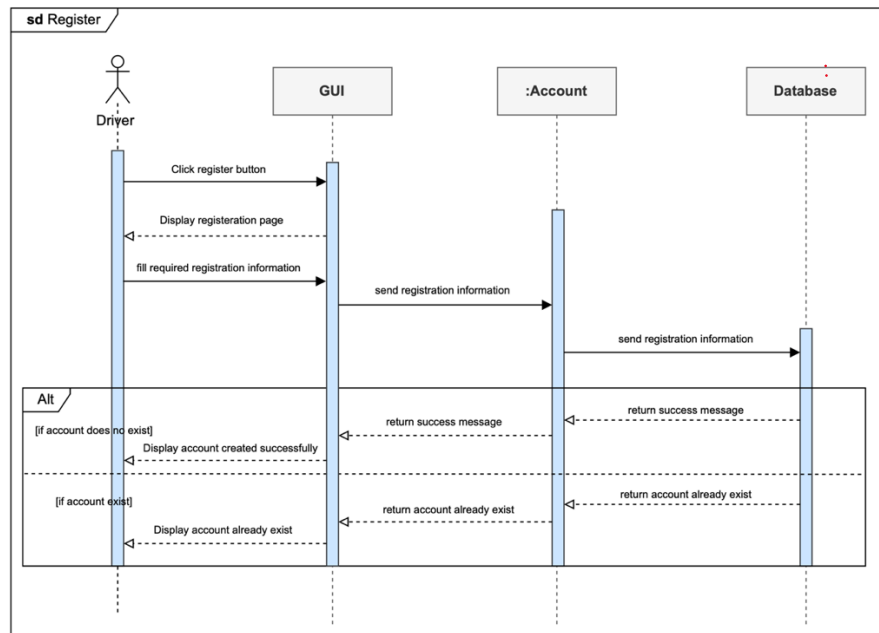 sd Register
GUI
:Account
Database
Driver
Click register button
Display registeration page
fill required registration information
send registration information
send registration information
Alt
return success message
return success message
[if account does no exist]
Display account created successfully
return account already exist
[if account exist]
return account already exist
Display account already exist